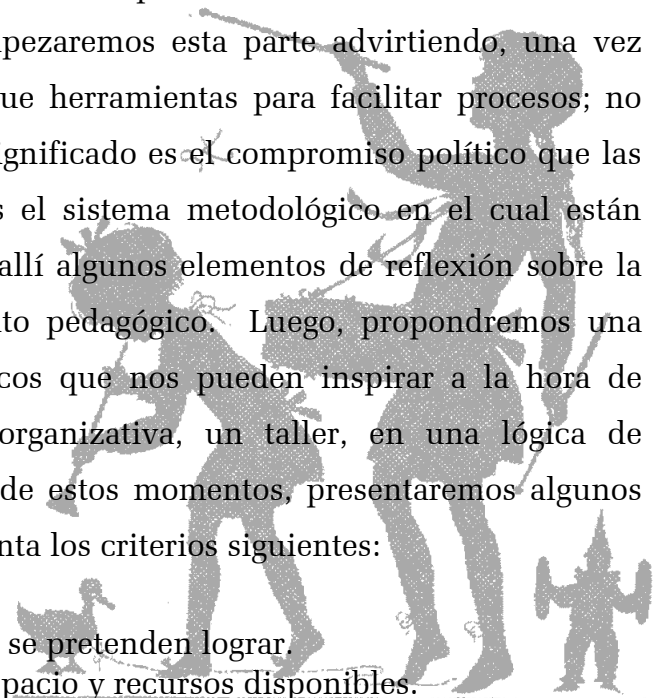 pezaremos esta parte advirtiendo, una vez
ue herramientas para facilitar procesos; no
ignificado es el compromiso político que las
s el sistema metodológico en el cual están
allí algunos elementos de reflexión sobre la
to pedagógico. Luego, propondremos una
cos que nos pueden inspirar a la hora de
organizativa, un taller, en una lógica de
de estos momentos, presentaremos algunos
nta los criterios siguientes:
se pretenden lograr.
pacio y recursos disponibles.